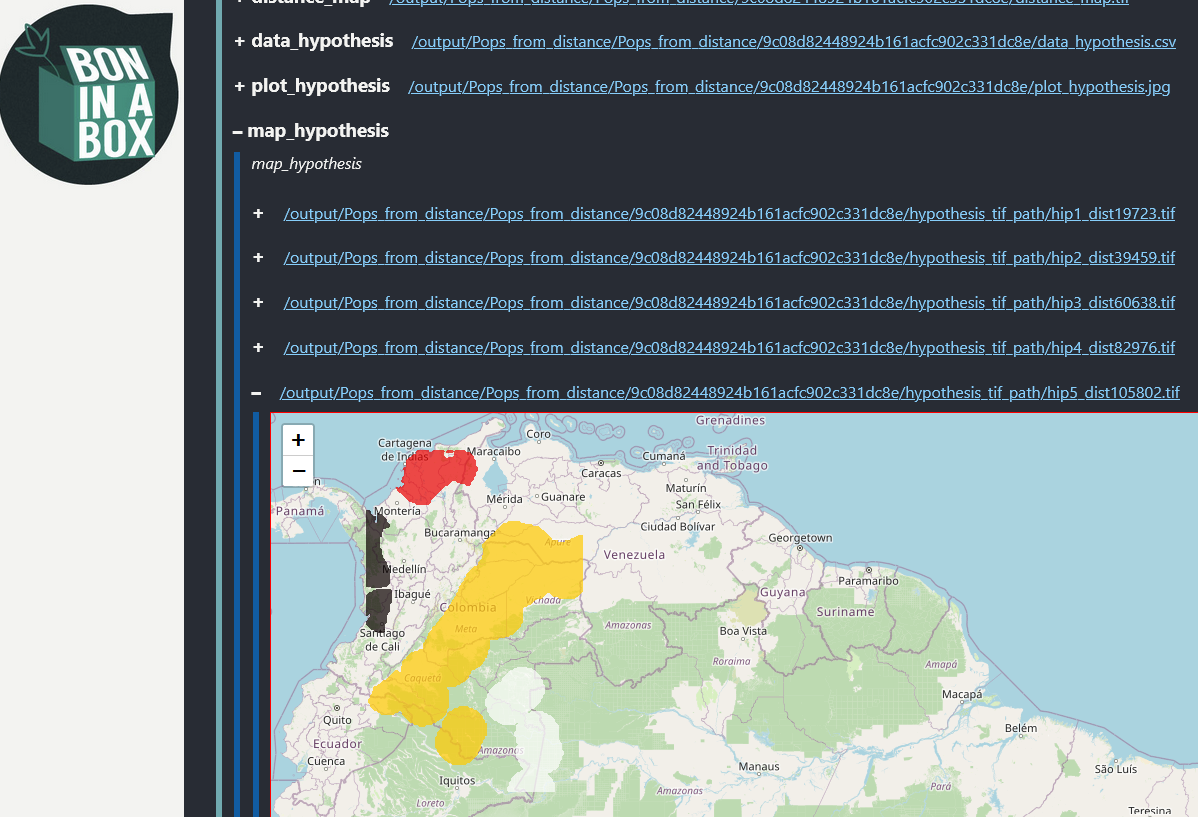 BON
IN A
BOX
+ distance_map /output/Pops_from_distance/Pops_from_distance/9c08d82448924b161acfc902c331dc8e/distance_map.tif
+ data_hypothesis /output/Pops_from_distance/Pops_from_distance/9c08d82448924b161acfc902c331dc8e/data_hypothesis.csv
+ plot_hypothesis /output/Pops_from_distance/Pops_from_distance/9c08d82448924b161acfc902c331dc8e/plot_hypothesis.jpg
– map_hypothesis
map_hypothesis
+ /output/Pops_from_distance/Pops_from_distance/9c08d82448924b161acfc902c331dc8e/hypothesis_tif_path/hip1_dist19723.tif
+ /output/Pops_from_distance/Pops_from_distance/9c08d82448924b161acfc902c331dc8e/hypothesis_tif_path/hip2_dist39459.tif
+ /output/Pops_from_distance/Pops_from_distance/9c08d82448924b161acfc902c331dc8e/hypothesis_tif_path/hip3_dist60638.tif
+ /output/Pops_from_distance/Pops_from_distance/9c08d82448924b161acfc902c331dc8e/hypothesis_tif_path/hip4_dist82976.tif
– /output/Pops_from_distance/Pops_from_distance/9c08d82448924b161acfc902c331dc8e/hypothesis_tif_path/hip5_dist105802.tif
+
–
Grenadines
Coro
Cartagena
de Indias
Maracaibo
Trinidad
and Tobago
Cumaná
Caracas
Maturín
Mérida
Guanare
San Félix
Panamá
Montería
Ciudad Bolívar
Bucaramanga
Apure
Venezuela
Georgetown
Medellín
Paramaribo
Ibagué
Guyana
Vichada
Colombia
Suriname
Meta
Amazonas
Boa Vista
Santiago
de Cali
Roraima
Amapá
Caquetá
Macapá
Quito
Belém
Ecuador
Amazonas
Cuenca
Manaus
São Luís
Iquitos
Pará
Amazonas
Loreto
Teresina